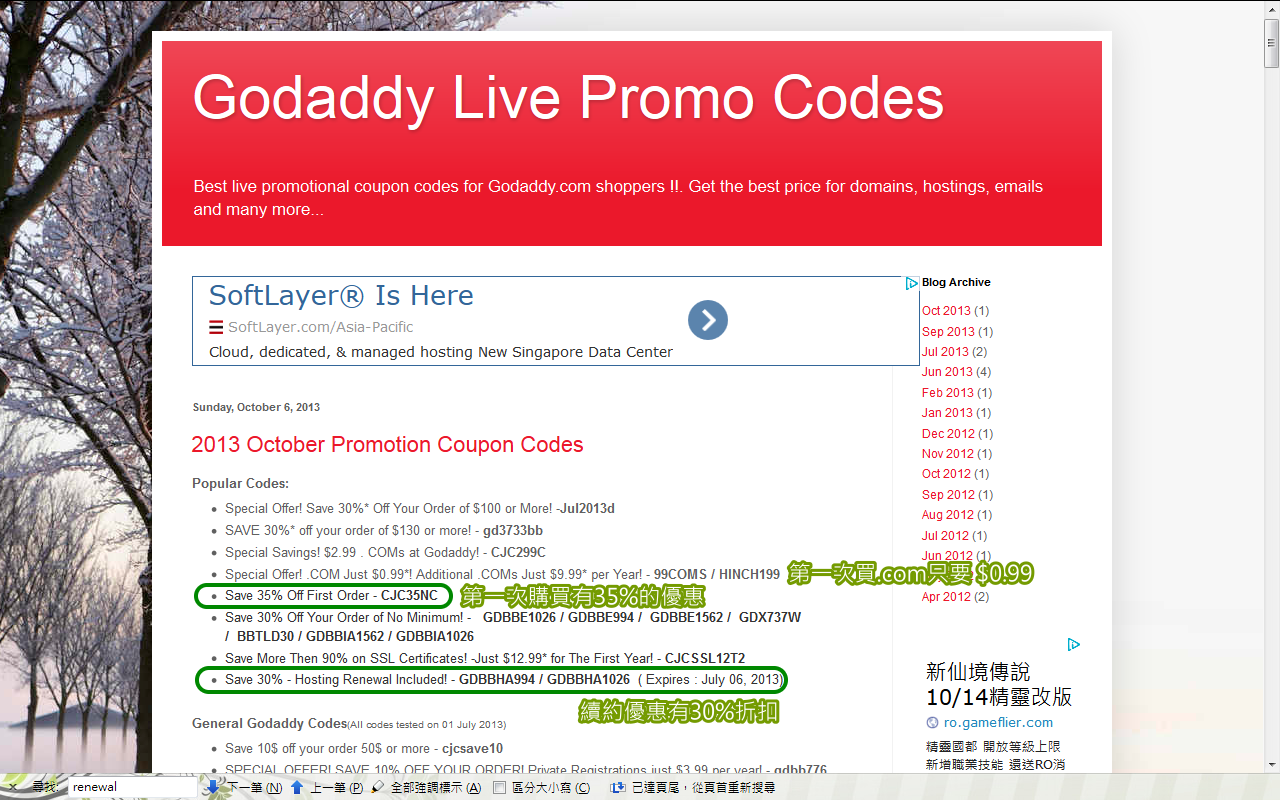 Godaddy Live Promo Codes
Best live promotional coupon codes for Godaddy.com shoppers !!. Get the best price for domains, hostings, emails
and many more...
SoftLayer® Is Here
SoftLayer.com/Asia-Pacific
Cloud, dedicated, & managed hosting New Singapore Data Center
Sunday, October 6, 2013
2013 October Promotion Coupon Codes
Popular Codes:
Special Offer! Save 30%* Off Your Order of $100 or More! -Jul2013d
SAVE 30%* off your order of $130 or more! - gd3733bb
Special Savings! $2.99 . COMs at Godaddy! - CJC299C
Special Offer! .COM Just $0.99*! Additional .COMs Just $9.99* per Year! - 99COMS / HINCH199
第一次買.com只要 $0.99
Save 35% Off First Order - CJC35NC
第一次購買有35%的優惠
Save 30% Off Your Order of No Minimum! - GDBBE1026 / GDBBE994 / GDBBE1562 / GDX737W
/ BBTLD30 / GDBBIA1562 / GDBBIA1026
Save More Then 90% on SSL Certificates! -Just $12.99* for The First Year! - CJCSSL12T2
Save 30% - Hosting Renewal Included! - GDBBHA994 / GDBBHA1026 ( Expires : July 06, 2013)
續約優惠有30%折扣
General Godaddy Codes(All codes tested on 01 July 2013)
Save 10$ off your order 50$ or more - cjcsave10
SPECIAL OFFER! SAVE 10% OFF YOUR ORDER! Private Registrations just $3.99 per year! - gdbb776
Blog Archive
Oct 2013 (1)
Sep 2013 (1)
Jul 2013 (2)
Jun 2013 (4)
Feb 2013 (1)
Jan 2013 (1)
Dec 2012 (1)
Nov 2012 (1)
Oct 2012 (1)
Sep 2012 (1)
Aug 2012 (1)
Jul 2012 (1)
Jun 2012 (1)
Apr 2012 (2)
新仙境傳說
10/14精靈改版
ro.gameflier.com
精靈國都 開放等級上限
新增職業技能 還送RO消
尋找: renewal 下一筆 (N) 上一筆 (P) 全部強調標示 (A) 區分大小寫 (C) 已達頁尾，從頁首重新搜尋